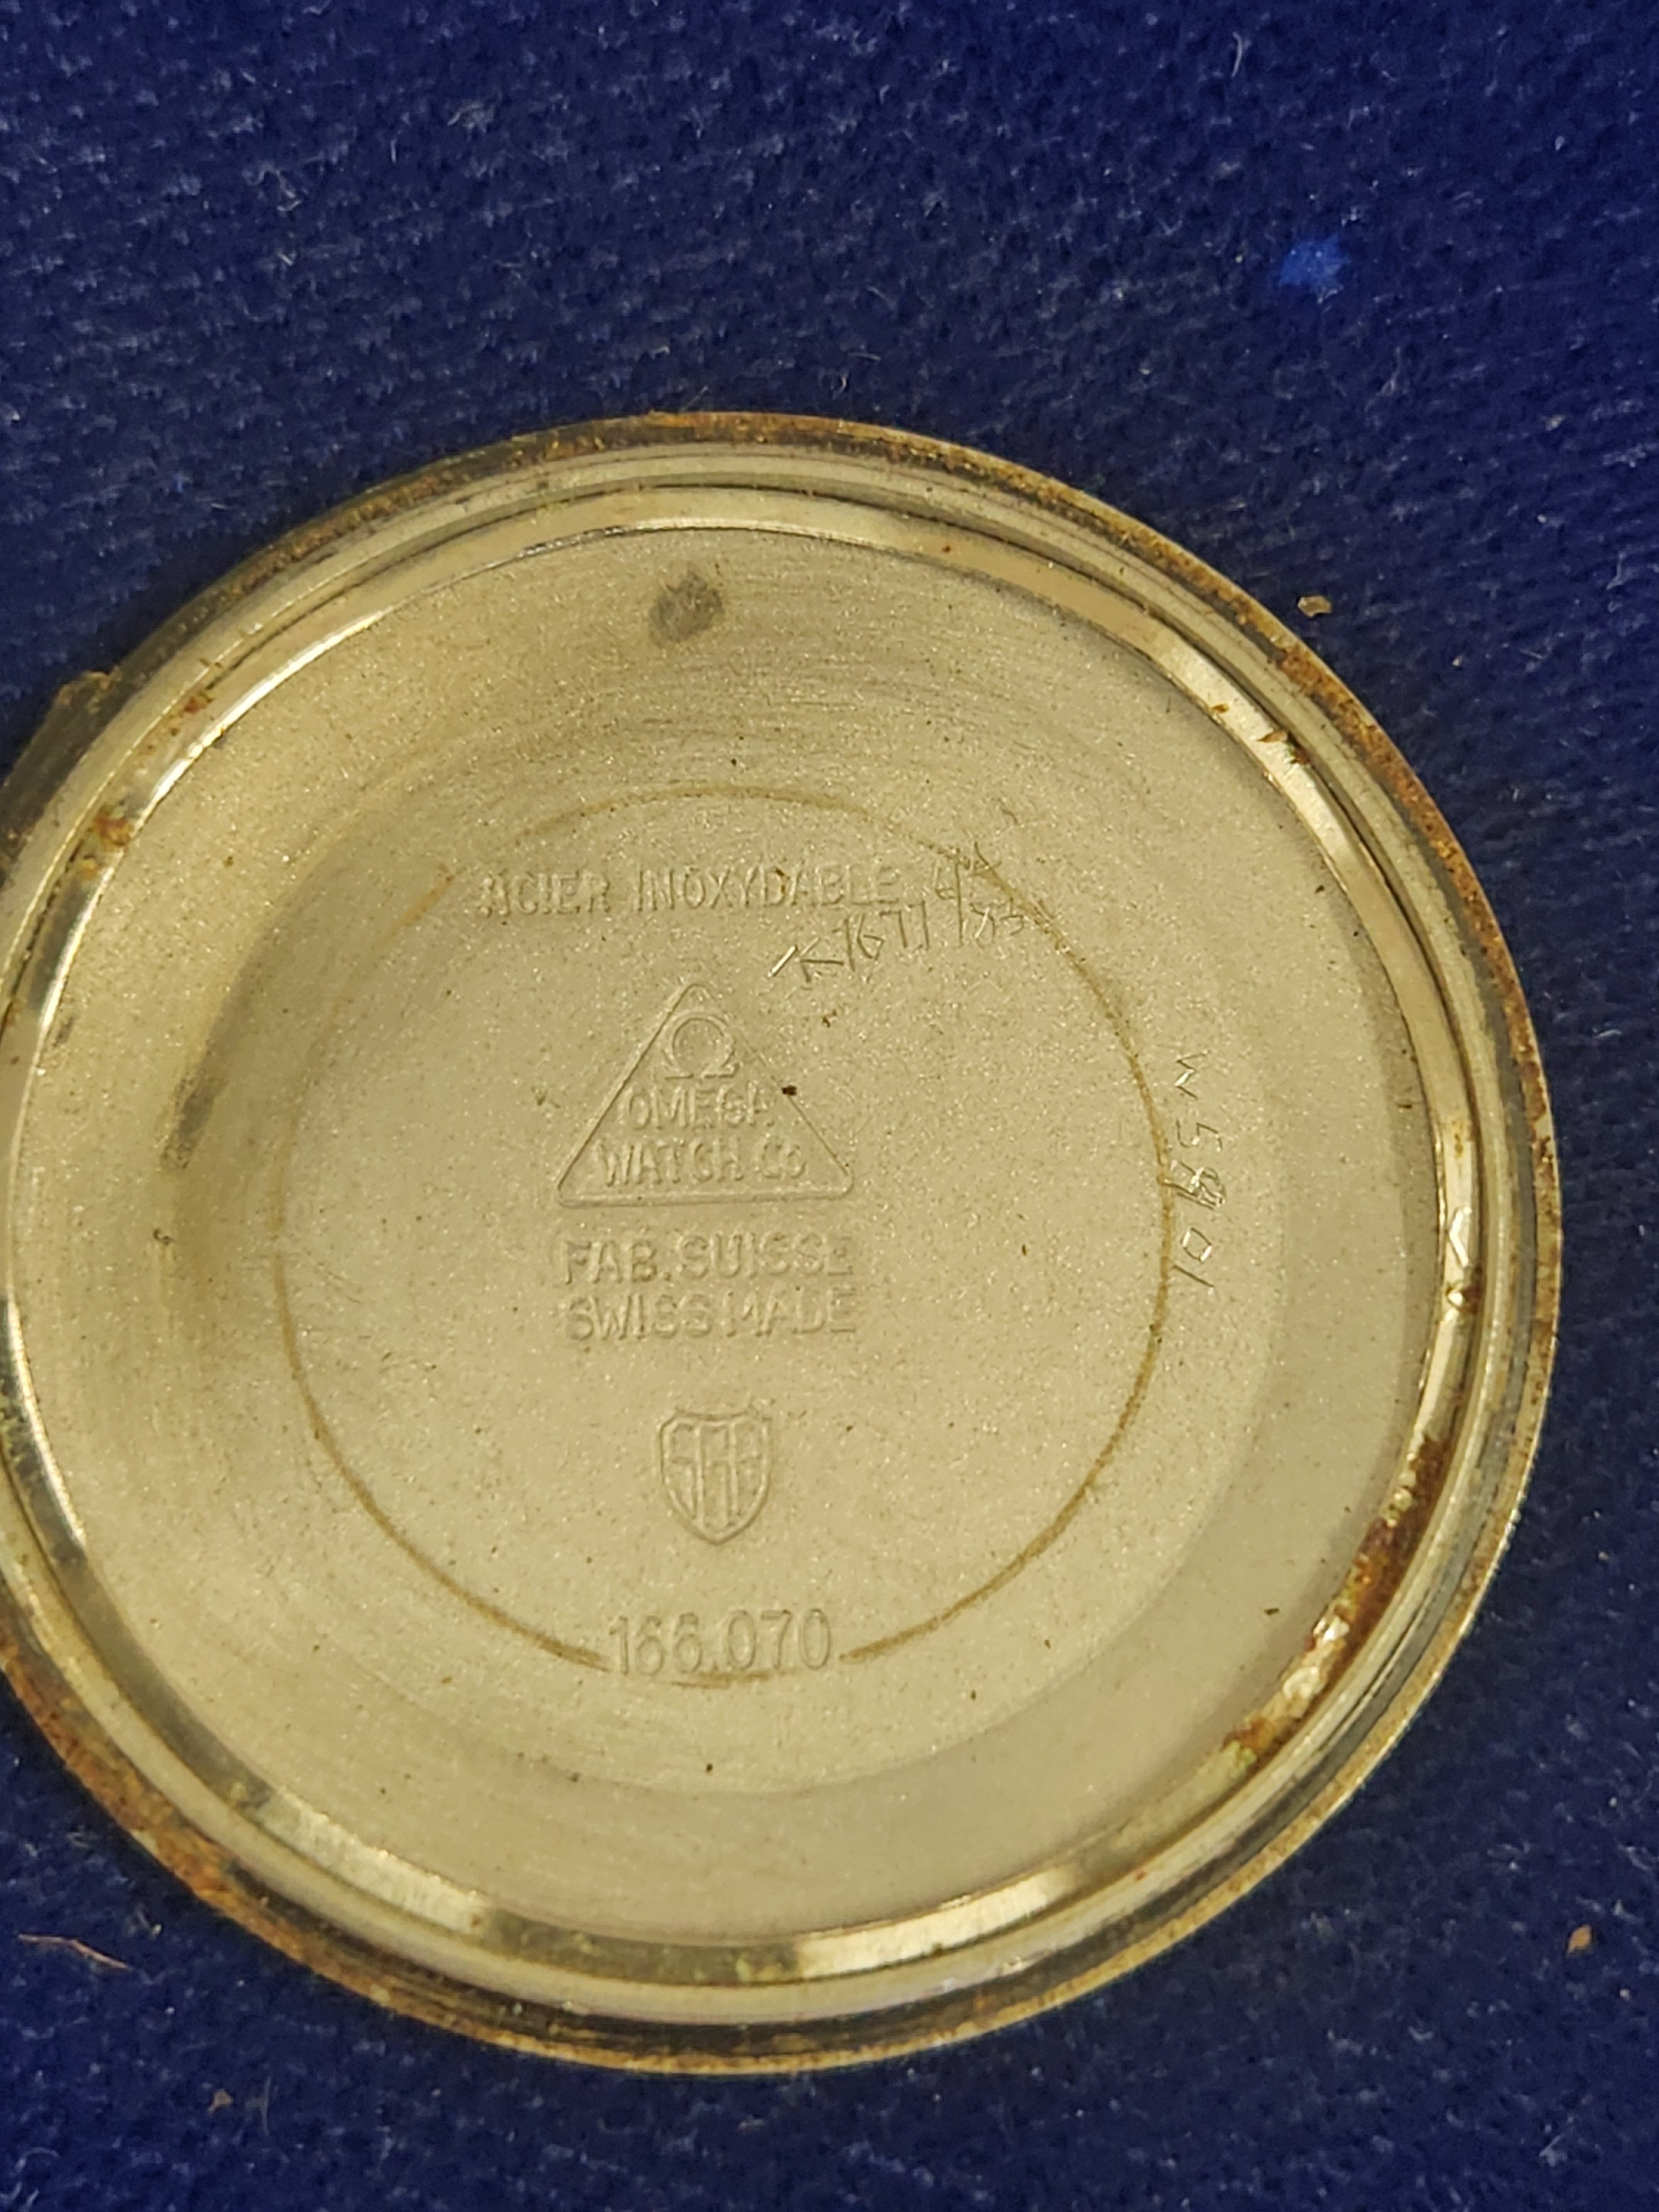 ACIER INOXYDABLE
Ω
OMEGA
WATCH Co
FAB. SUISSE
SWISS MADE
166.070